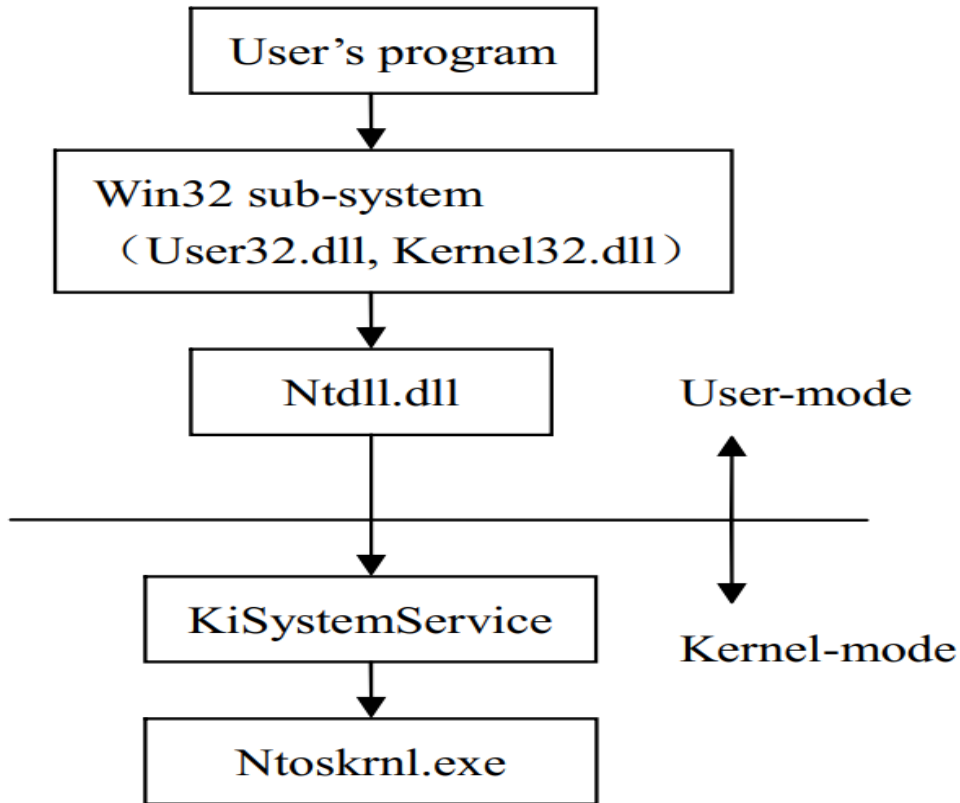 User’s program
Win32 sub-system
（User32.dll, Kernel32.dll）
Ntdll.dll
User-mode
KiSystemService
Kernel-mode
Ntoskrnl.exe